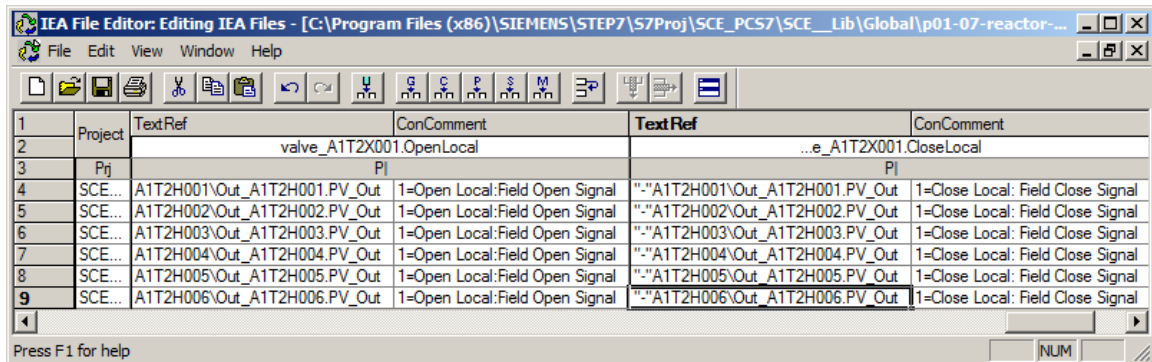 IEA File Editor: Editing IEA Files - [C:\Program Files (x86)\SIEMENS\STEP7\S7Proj\SCE_PCS7\SCE__Lib\Global\p01-07-reactor-...
File Edit View Window Help
U G C P S M
1 Project TextRef ConComment TextRef ConComment
2 valve_A1T2X001.OpenLocal ...e_A1T2X001.CloseLocal
3 Prj P| P|
4 SCE... A1T2H001\Out_A1T2H001.PV_Out 1=Open Local:Field Open Signal "-"A1T2H001\Out_A1T2H001.PV_Out 1=Close Local: Field Close Signal
5 SCE... A1T2H002\Out_A1T2H002.PV_Out 1=Open Local:Field Open Signal "-"A1T2H002\Out_A1T2H002.PV_Out 1=Close Local: Field Close Signal
6 SCE... A1T2H003\Out_A1T2H003.PV_Out 1=Open Local:Field Open Signal "-"A1T2H003\Out_A1T2H003.PV_Out 1=Close Local: Field Close Signal
7 SCE... A1T2H004\Out_A1T2H004.PV_Out 1=Open Local:Field Open Signal "-"A1T2H004\Out_A1T2H004.PV_Out 1=Close Local: Field Close Signal
8 SCE... A1T2H005\Out_A1T2H005.PV_Out 1=Open Local:Field Open Signal "-"A1T2H005\Out_A1T2H005.PV_Out 1=Close Local: Field Close Signal
9 SCE... A1T2H006\Out_A1T2H006.PV_Out 1=Open Local:Field Open Signal "-"A1T2H006\Out_A1T2H006.PV_Out 1=Close Local: Field Close Signal
Press F1 for help NUM